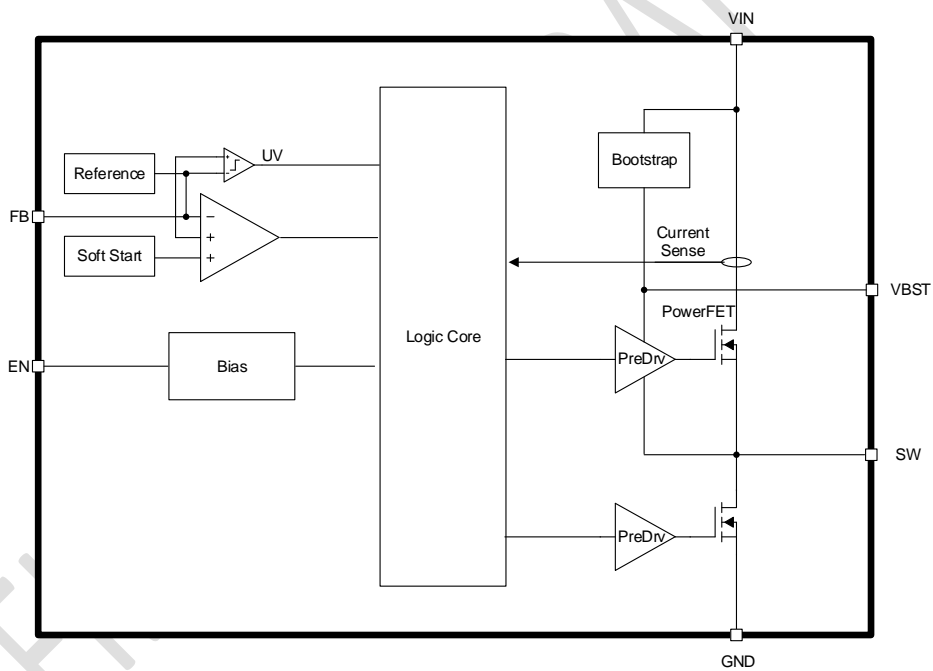 VIN
Reference
UV
Bootstrap
FB
Soft Start
Current
Sense
VBST
PowerFET
Logic Core
EN
Bias
PreDrv
SW
PreDrv
GND